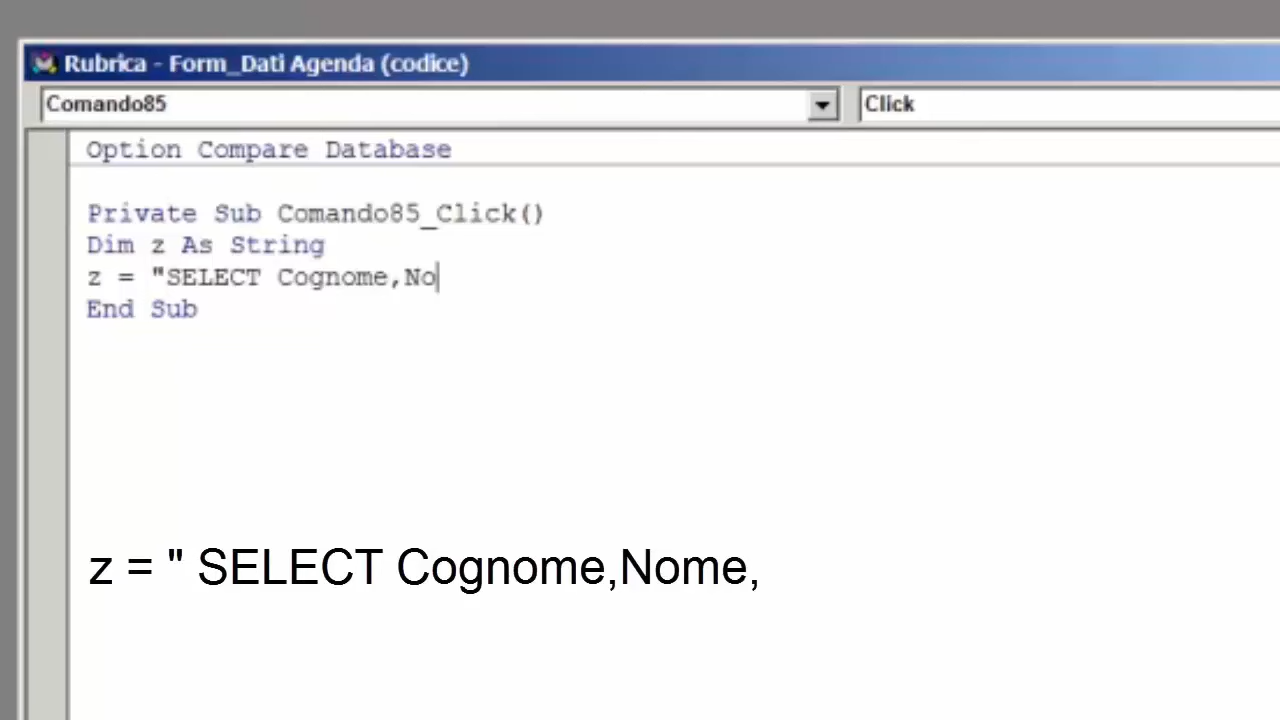 Rubrica - Form_Dati Agenda (codice)
Comando85 Click
Option Compare Database
Private Sub Comando85_Click()
Dim z As String
z = "SELECT Cognome,No
End Sub
z = " SELECT Cognome,Nome,